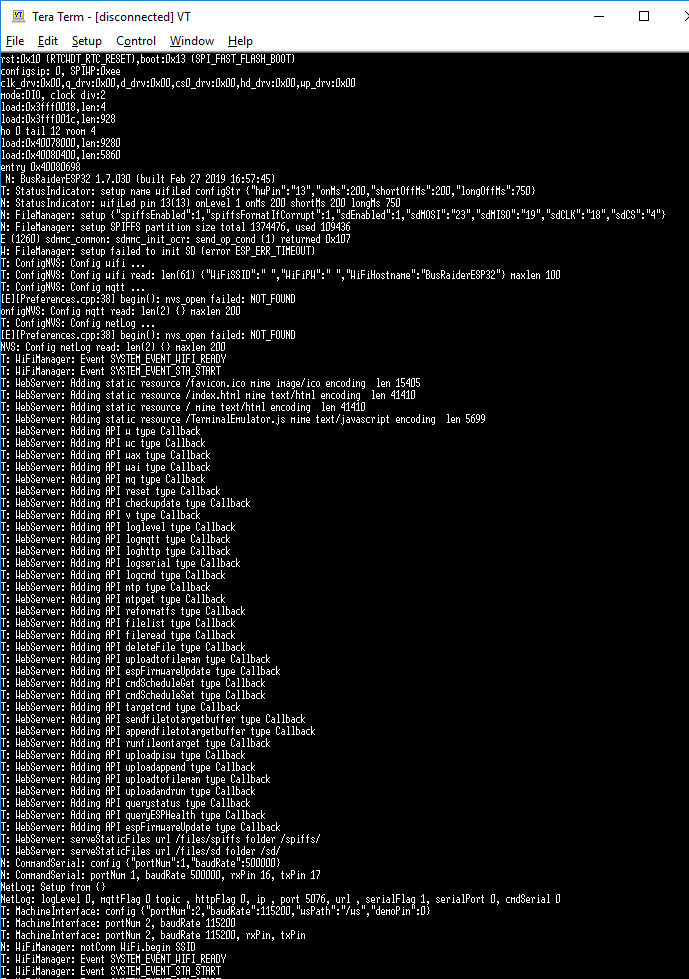 Tera Term - [disconnected] VT
File Edit Setup Control Window Help
rst:0x10 (RTCWDT_RTC_RESET),boot:0x13 (SPI_FAST_FLASH_BOOT)
configsip: 0, SPIWP:0xee
clk_drv:0x00,q_drv:0x00,d_drv:0x00,cs0_drv:0x00,hd_drv:0x00,wp_drv:0x00
mode:DIO, clock div:2
load:0x3fff0018,len:4
load:0x3fff001c,len:928
ho 0 tail 12 room 4
load:0x40078000,len:9280
load:0x40080400,len:5860
entry 0x40080698
N: BusRaiderESP32 1.7.030 (built Feb 27 2019 16:57:45)
T: StatusIndicator: setup name wifiLed configStr {"hwPin":"13","onMs":200,"shortOffMs":200,"longOffMs":750}
N: StatusIndicator: wifiLed pin 13(13) onLevel 1 onMs 200 shortMs 200 longMs 750
N: FileManager: setup {"spiffsEnabled":1,"spiffsFormatIfCorrupt":1,"sdEnabled":1,"sdMOSI":"23","sdMISO":"19","sdCLK":"18","sdCS":"4"}
N: FileManager: setup SPIFFS partition size total 1374476, used 109436
E (1260) sdmmc_common: sdmmc_init_ocr: send_op_cond (1) returned 0x107
W: FileManager: setup failed to init SD (error ESP_ERR_TIMEOUT)
T: ConfigNVS: Config wifi ...
T: ConfigNVS: Config wifi read: len(61) {"WiFiSSID":" ","WiFiPW":" ","WiFiHostname":"BusRaiderESP32"} maxlen 100
T: ConfigNVS: Config mqtt ...
[E][Preferences.cpp:38] begin(): nvs_open failed: NOT_FOUND
onfigNVS: Config mqtt read: len(2) {} maxlen 200
T: ConfigNVS: Config netLog ...
[E][Preferences.cpp:38] begin(): nvs_open failed: NOT_FOUND
NVS: Config netLog read: len(2) {} maxlen 200
T: WiFiManager: Event SYSTEM_EVENT_WIFI_READY
T: WiFiManager: Event SYSTEM_EVENT_STA_START
T: WebServer: Adding static resource /favicon.ico mime image/ico encoding  len 15405
T: WebServer: Adding static resource /index.html mime text/html encoding  len 41410
T: WebServer: Adding static resource / mime text/html encoding  len 41410
T: WebServer: Adding static resource /TerminalEmulator.js mime text/javascript encoding  len 5699
T: WebServer: Adding API w type Callback
T: WebServer: Adding API wc type Callback
T: WebServer: Adding API wax type Callback
T: WebServer: Adding API wai type Callback
T: WebServer: Adding API mq type Callback
T: WebServer: Adding API reset type Callback
T: WebServer: Adding API checkupdate type Callback
T: WebServer: Adding API v type Callback
T: WebServer: Adding API loglevel type Callback
T: WebServer: Adding API logmqtt type Callback
T: WebServer: Adding API loghttp type Callback
T: WebServer: Adding API logserial type Callback
T: WebServer: Adding API logcmd type Callback
T: WebServer: Adding API ntp type Callback
T: WebServer: Adding API ntpget type Callback
T: WebServer: Adding API reformatfs type Callback
T: WebServer: Adding API filelist type Callback
T: WebServer: Adding API fileread type Callback
T: WebServer: Adding API deleteFile type Callback
T: WebServer: Adding API uploadtofileman type Callback
T: WebServer: Adding API espFirmwareUpdate type Callback
T: WebServer: Adding API cmdScheduleGet type Callback
T: WebServer: Adding API cmdScheduleSet type Callback
T: WebServer: Adding API targetcmd type Callback
T: WebServer: Adding API sendfiletotargetbuffer type Callback
T: WebServer: Adding API appendfiletotargetbuffer type Callback
T: WebServer: Adding API runfileontarget type Callback
T: WebServer: Adding API uploadpisw type Callback
T: WebServer: Adding API uploadappend type Callback
T: WebServer: Adding API uploadtofileman type Callback
T: WebServer: Adding API uploadandrun type Callback
T: WebServer: Adding API querystatus type Callback
T: WebServer: Adding API queryESPHealth type Callback
T: WebServer: Adding API espFirmwareUpdate type Callback
T: WebServer: serveStaticFiles url /files/spiffs folder /spiffs/
T: WebServer: serveStaticFiles url /files/sd folder /sd/
N: CommandSerial: config {"portNum":1,"baudRate":500000}
N: CommandSerial: portNum 1, baudRate 500000, rxPin 16, txPin 17
NetLog: Setup from {}
NetLog: logLevel 0, mqttFlag 0 topic , httpFlag 0, ip , port 5076, url , serialFlag 1, serialPort 0, cmdSerial 0
T: MachineInterface: config {"portNum":2,"baudRate":115200,"wsPath":"/ws","demoPin":0}
T: MachineInterface: portNum 2, baudRate 115200
T: MachineInterface: portNum 2, baudRate 115200, rxPin, txPin
N: WiFiManager: notConn WiFi.begin SSID
T: WiFiManager: Event SYSTEM_EVENT_WIFI_READY
T: WiFiManager: Event SYSTEM_EVENT_STA_START